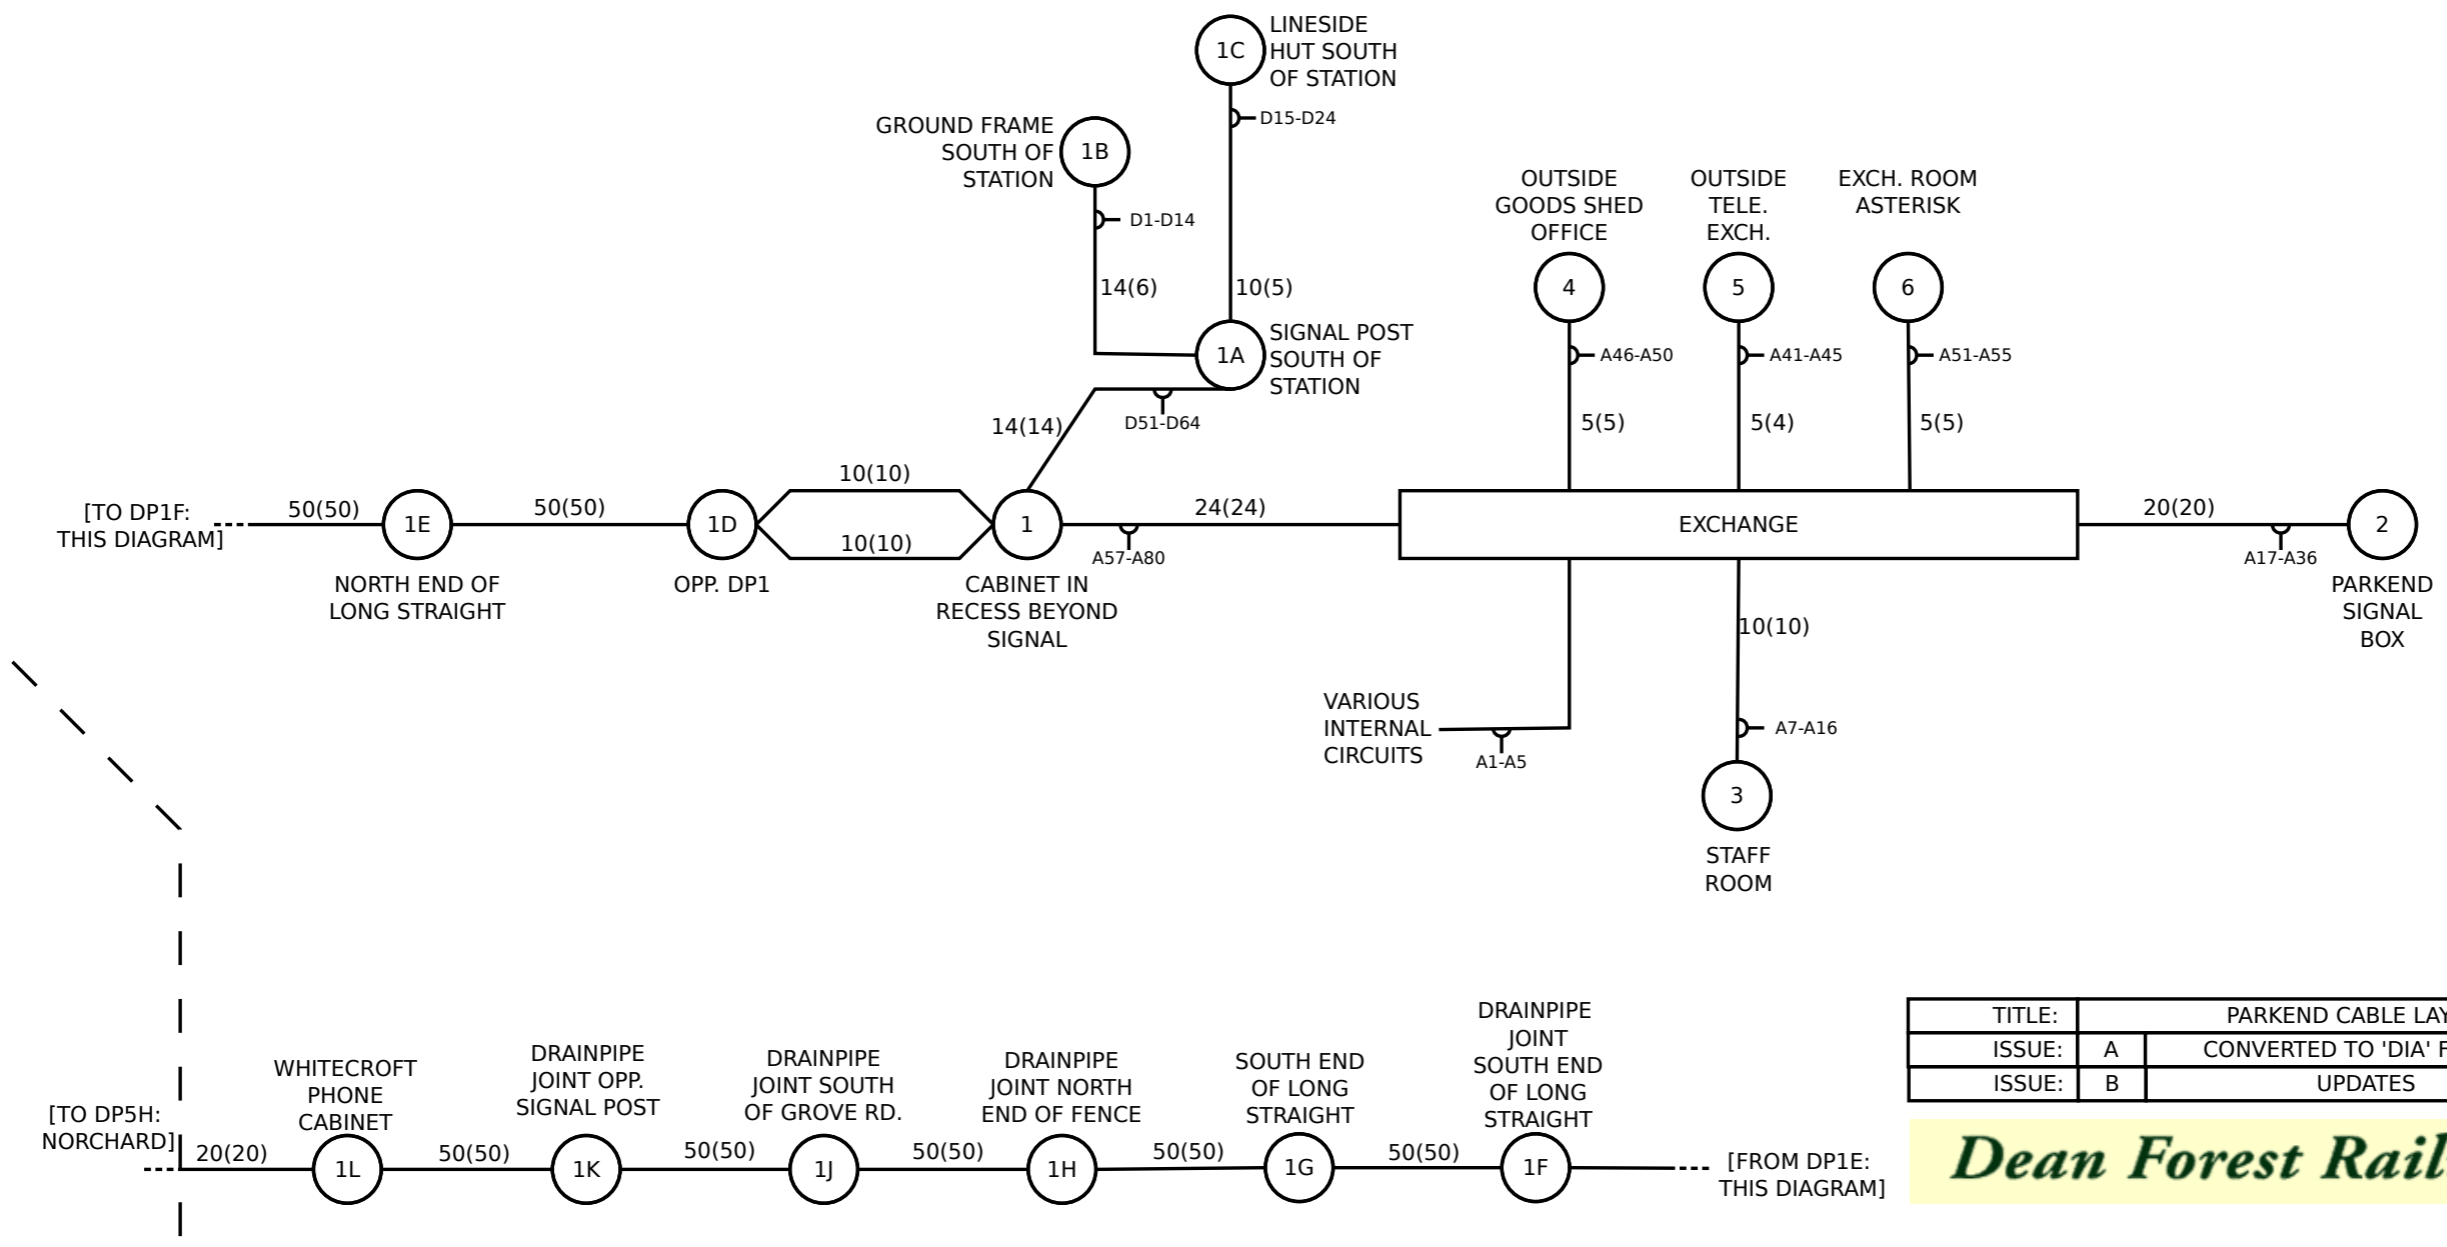 1C
LINESIDE
HUT SOUTH
OF STATION
D15-D24
GROUND FRAME
SOUTH OF
STATION
1B
D1-D14
14(6)
10(5)
1A
SIGNAL POST
SOUTH OF
STATION
D51-D64
14(14)
OUTSIDE
GOODS SHED
OFFICE
4
A46-A50
5(5)
OUTSIDE
TELE.
EXCH.
5
A41-A45
5(4)
EXCH. ROOM
ASTERISK
6
A51-A55
5(5)
[TO DP1F:
THIS DIAGRAM]
50(50)
1E
NORTH END OF
LONG STRAIGHT
50(50)
1D
OPP. DP1
10(10)
10(10)
1
CABINET IN
RECESS BEYOND
SIGNAL
24(24)
A57-A80
EXCHANGE
20(20)
A17-A36
2
PARKEND
SIGNAL
BOX
10(10)
A7-A16
3
STAFF
ROOM
VARIOUS
INTERNAL
CIRCUITS
A1-A5
[TO DP5H:
NORCHARD]
20(20)
WHITECROFT
PHONE
CABINET
1L
50(50)
DRAINPIPE
JOINT OPP.
SIGNAL POST
1K
50(50)
DRAINPIPE
JOINT SOUTH
OF GROVE RD.
1J
50(50)
DRAINPIPE
JOINT NORTH
END OF FENCE
1H
50(50)
SOUTH END
OF LONG
STRAIGHT
1G
50(50)
DRAINPIPE
JOINT
SOUTH END
OF LONG
STRAIGHT
1F
[FROM DP1E:
THIS DIAGRAM]
TITLE: PARKEND CABLE LAY
ISSUE: A CONVERTED TO 'DIA' F
ISSUE: B UPDATES
Dean Forest Rail